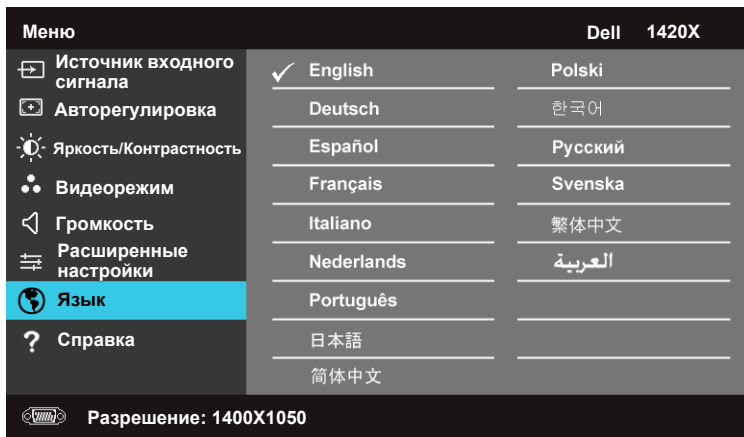 Меню
Dell 1420X
Источник входного
сигнала
Авторегулировка
Яркость/Контрастность
Видеорежим
Громкость
Расширенные
настройки
Язык
? Справка
English
Deutsch
Español
Français
Italiano
Nederlands
Português
日本語
简体中文
Polski
한국어
Русский
Svenska
繁体中文
العربية
Разрешение: 1400X1050